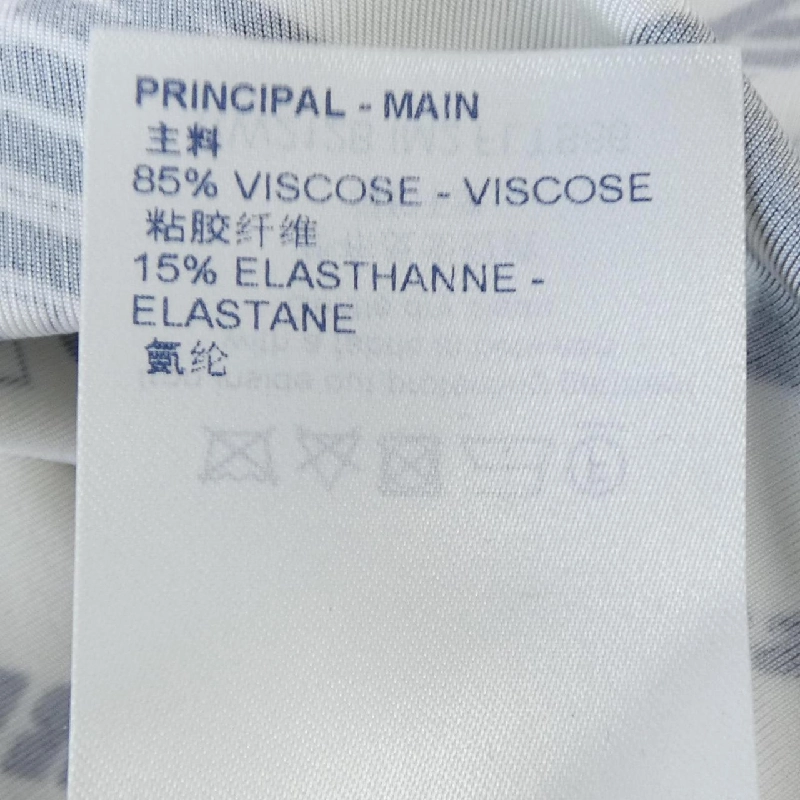 PRINCIPAL - MAIN
主料
85% VISCOSE - VISCOSE
粘胶纤维
15% ELASTHANNE -
ELASTANE
氨纶